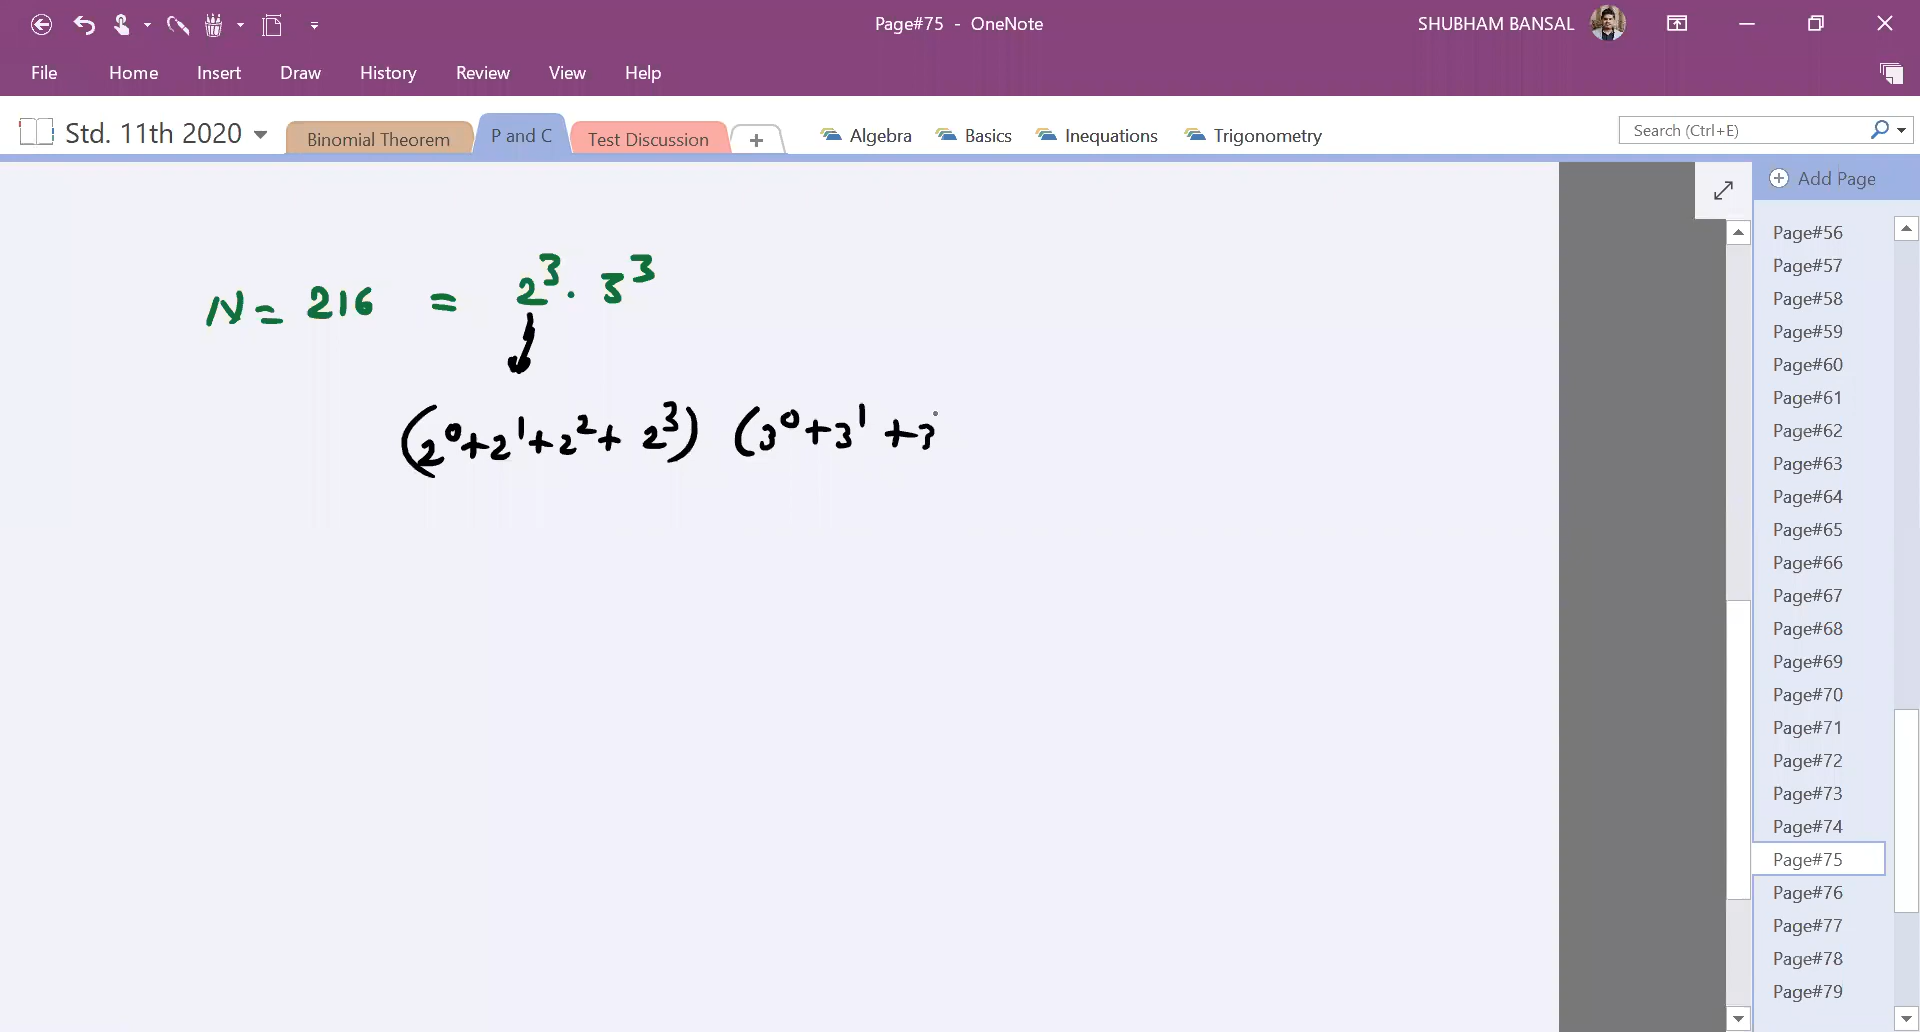 Page#75 - OneNote
SHUBHAM BANSAL
File Home Insert Draw History Review View Help
Std. 11th 2020
Binomial Theorem
P and C
Test Discussion
+
Algebra
Basics
Inequations
Trigonometry
Search (Ctrl+E)
Add Page
N = 216 = 2³ · 3³
(2⁰+2¹+2²+ 2³) (3⁰+3¹ +3
Page#56
Page#57
Page#58
Page#59
Page#60
Page#61
Page#62
Page#63
Page#64
Page#65
Page#66
Page#67
Page#68
Page#69
Page#70
Page#71
Page#72
Page#73
Page#74
Page#75
Page#76
Page#77
Page#78
Page#79